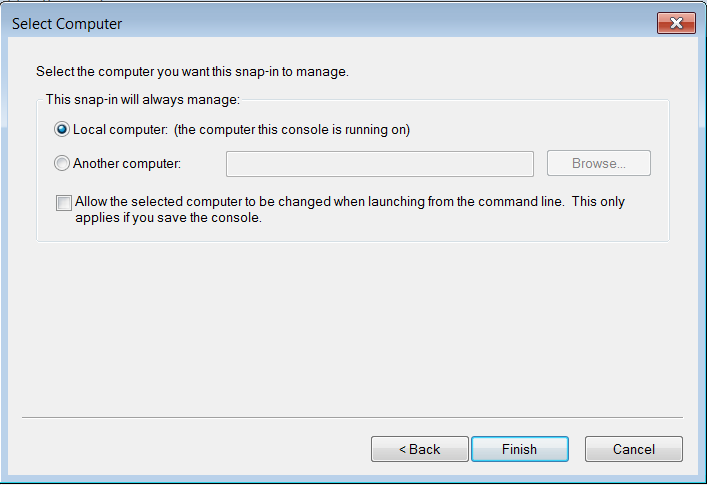 Select Computer
Select the computer you want this snap-in to manage.
This snap-in will always manage:
Local computer: (the computer this console is running on)
Another computer:
Browse...
Allow the selected computer to be changed when launching from the command line. This only
applies if you save the console.
< Back
Finish
Cancel